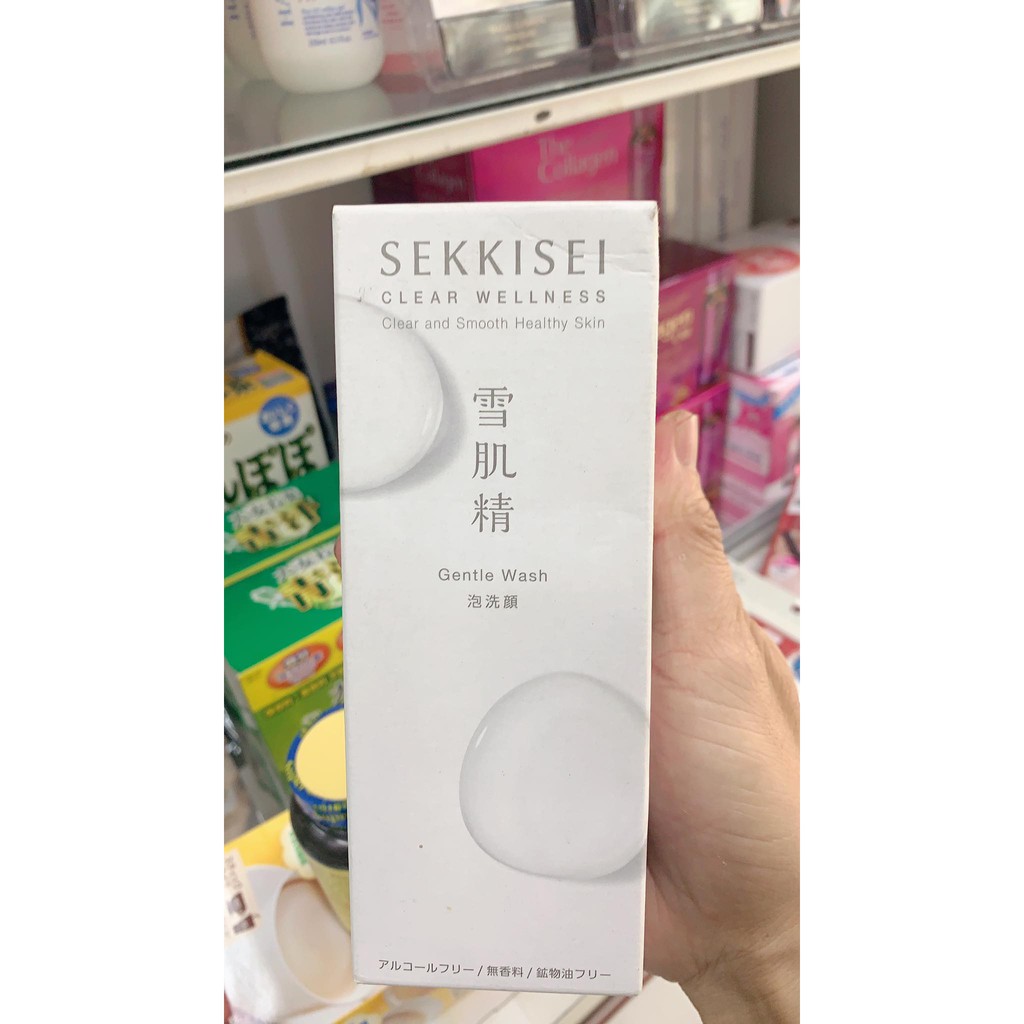 The
Collagen
SEKKISEI
CLEAR WELLNESS
Clear and Smooth Healthy Skin
雪
肌
精
Gentle Wash
泡洗顔
アルコールフリー / 無香料 / 鉱物油フリー